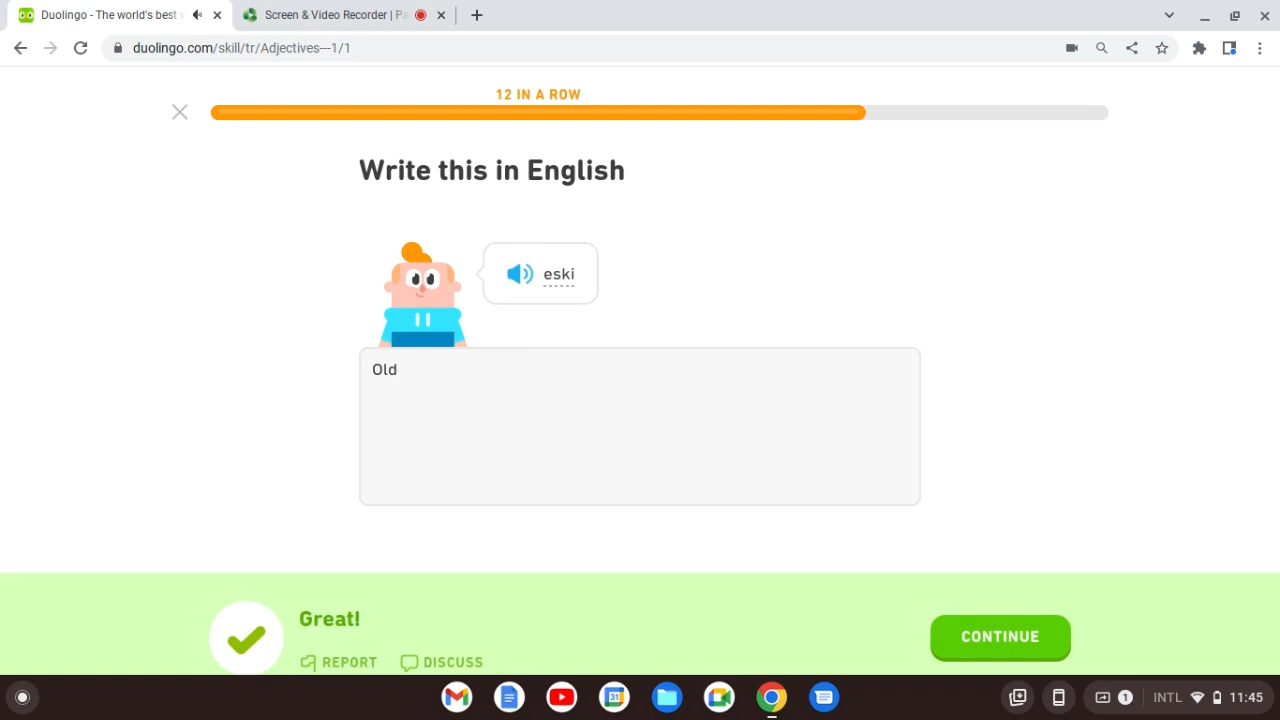 Duolingo - The world's best
Screen & Video Recorder | Pa
duolingo.com/skill/tr/Adjectives---1/1
12 IN A ROW
Write this in English
eski
Old
Great!
REPORT
DISCUSS
CONTINUE
31
1
INTL
11:45